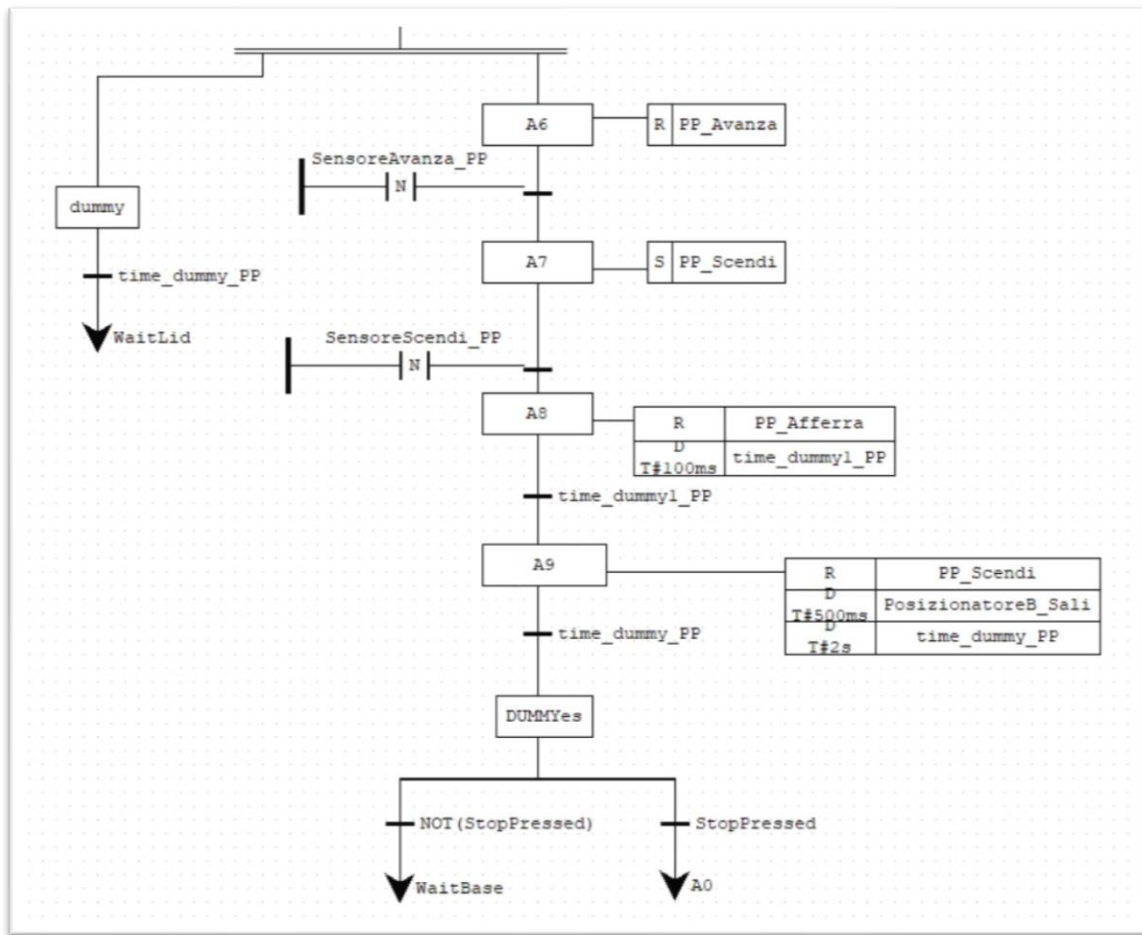 A6
R PP_Avanza
SensoreAvanza_PP
N
dummy
A7
S PP_Scendi
time_dummy_PP
WaitLid
SensoreScendi_PP
N
A8
R PP_Afferra
D
T#100ms time_dummy1_PP
time_dummy1_PP
A9
R PP_Scendi
D
T#500ms PosizionatoreB_Sali
D
T#2s time_dummy_PP
time_dummy_PP
DUMMYes
NOT(StopPressed)
StopPressed
WaitBase
A0